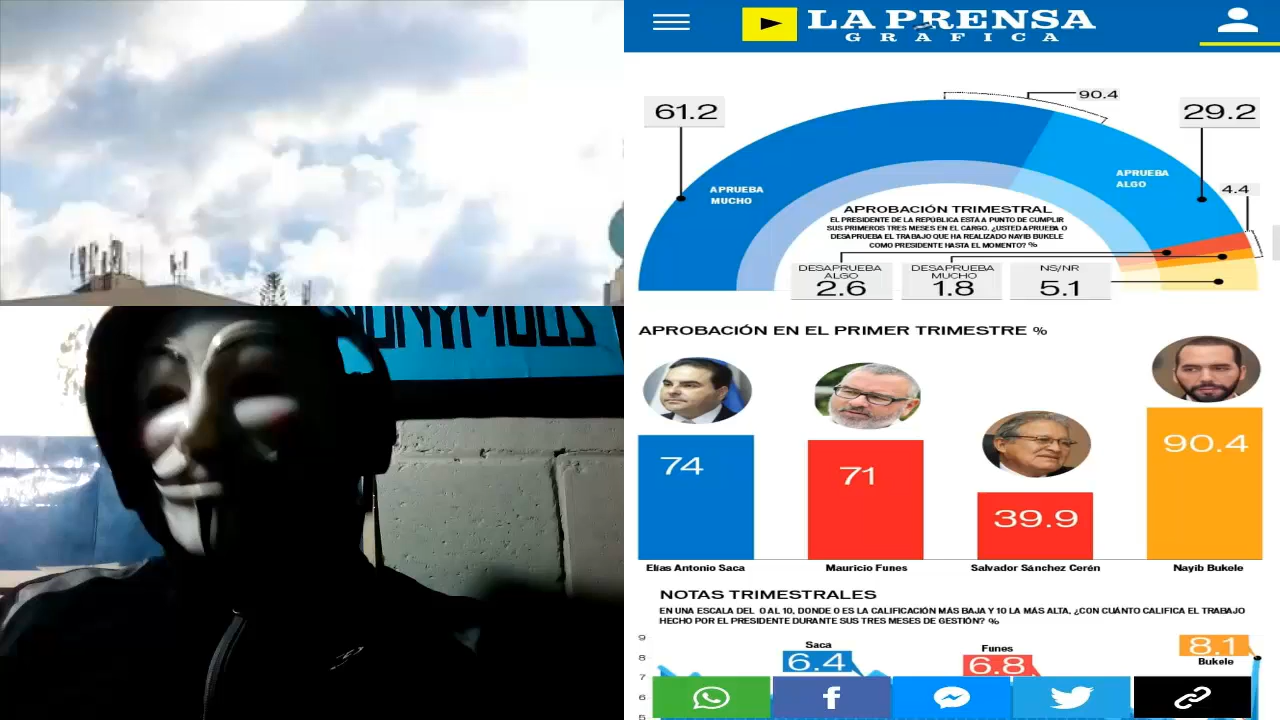 LA PRENSA
GRÁFICA
61.2
90.4
29.2
4.4
APRUEBA
MUCHO
APRUEBA
ALGO
APROBACIÓN TRIMESTRAL
EL PRESIDENTE DE LA REPÚBLICA ESTÁ A PUNTO DE CUMPLIR
SUS PRIMEROS TRES MESES EN EL CARGO. ¿USTED APRUEBA O
DESAPRUEBA EL TRABAJO QUE HA REALIZADO NAYIB BUKELE
COMO PRESIDENTE HASTA EL MOMENTO? %
DESAPRUEBA
ALGO
2.6
DESAPRUEBA
MUCHO
1.8
NS/NR
5.1
APROBACIÓN EN EL PRIMER TRIMESTRE %
74
71
39.9
90.4
Elías Antonio Saca
Mauricio Funes
Salvador Sánchez Cerén
Nayib Bukele
NOTAS TRIMESTRALES
EN UNA ESCALA DEL 0 AL 10, DONDE 0 ES LA CALIFICACIÓN MÁS BAJA Y 10 LA MÁS ALTA, ¿CON CUÁNTO CALIFICA EL TRABAJO
HECHO POR EL PRESIDENTE DURANTE SUS TRES MESES DE GESTIÓN? %
9
8
7
6
5
Saca
6.4
Funes
6.8
8.1
Bukele